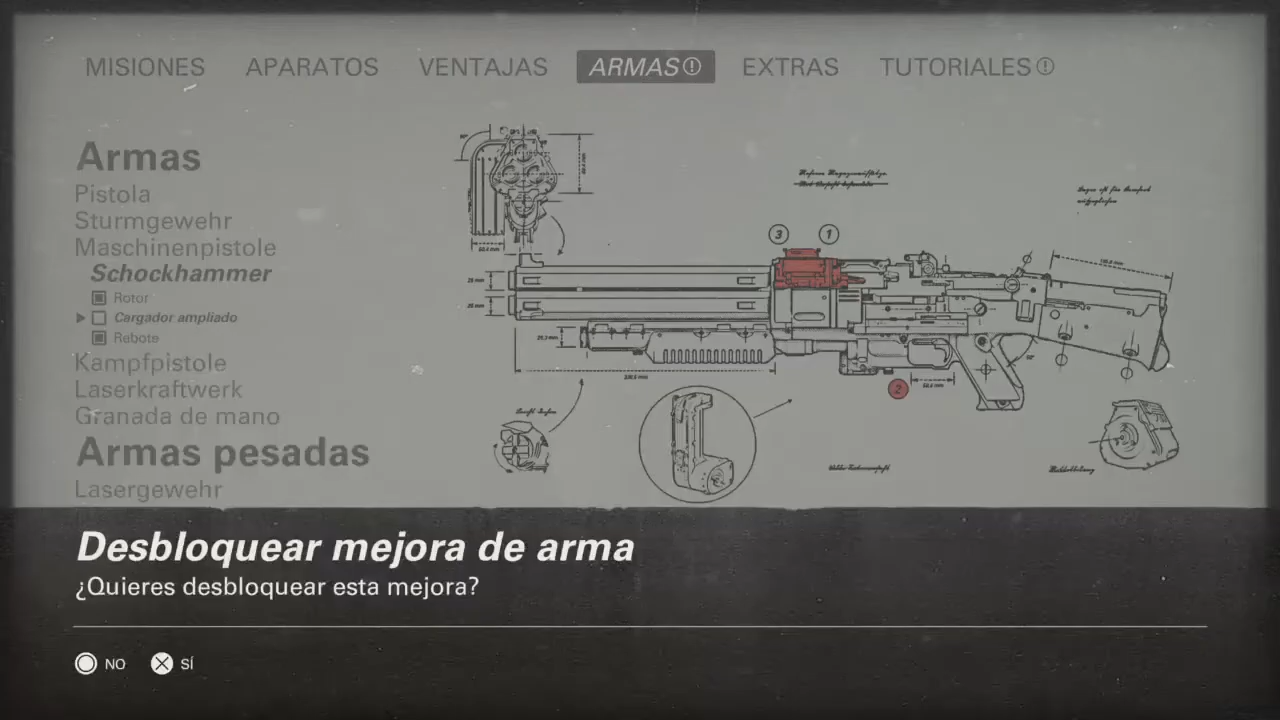 MISIONES APARATOS VENTAJAS ARMAS EXTRAS TUTORIALES
Armas
Pistola
Sturmgewehr
Maschinenpistole
Schockhammer
Rotor
Cargador ampliado
Rebote
Kampfpistole
Laserkraftwerk
Granada de mano
Armas pesadas
Lasergewehr
3 1
2
Desbloquear mejora de arma
¿Quieres desbloquear esta mejora?
NO SÍ